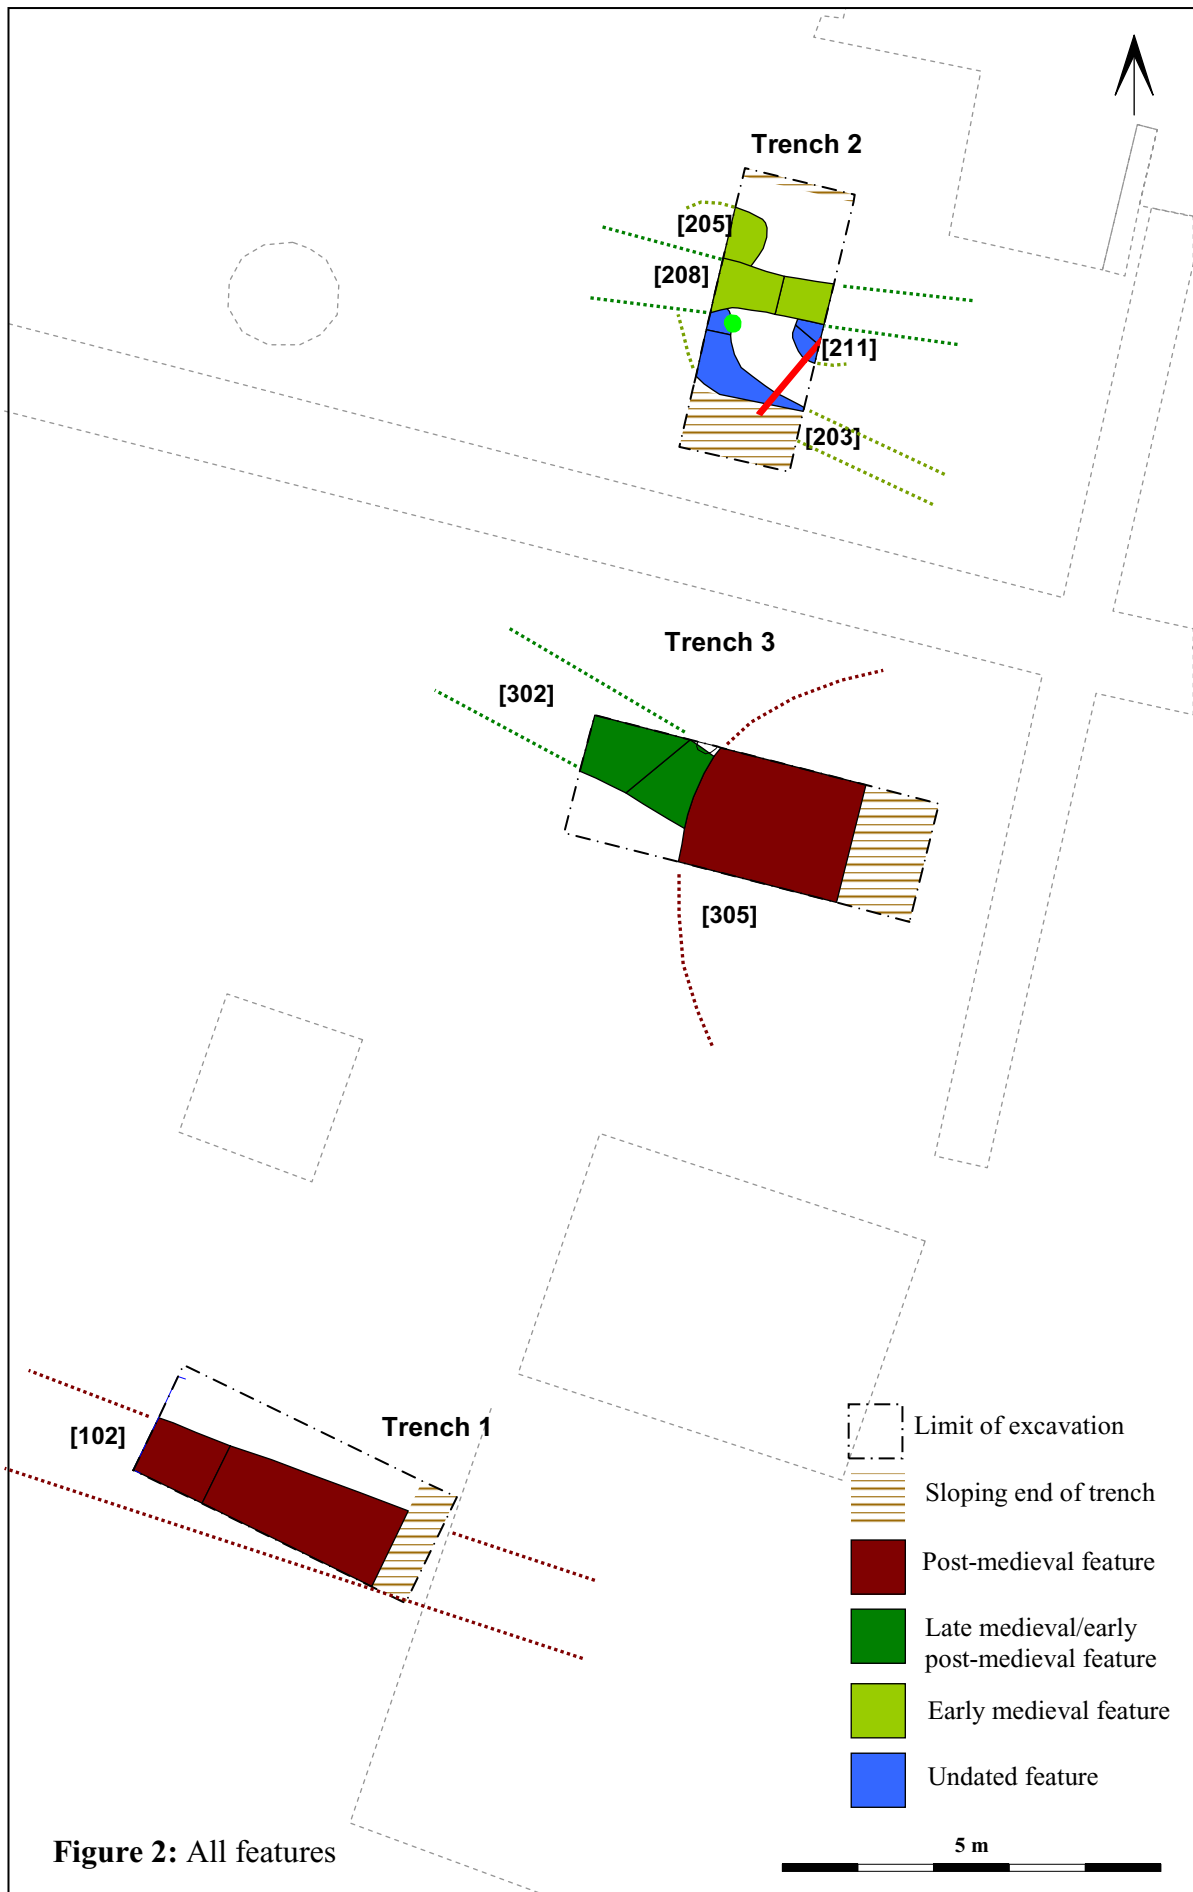 Trench 2
[205]
[208]
[211]
[203]
Trench 3
[302]
[305]
Trench 1
[102]
Limit of excavation
Sloping end of trench
Post-medieval feature
Late medieval/early
post-medieval feature
Early medieval feature
Undated feature
Figure 2: All features
5 m